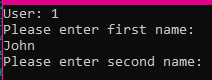 User: 1
Please enter first name:
John
Please enter second name: